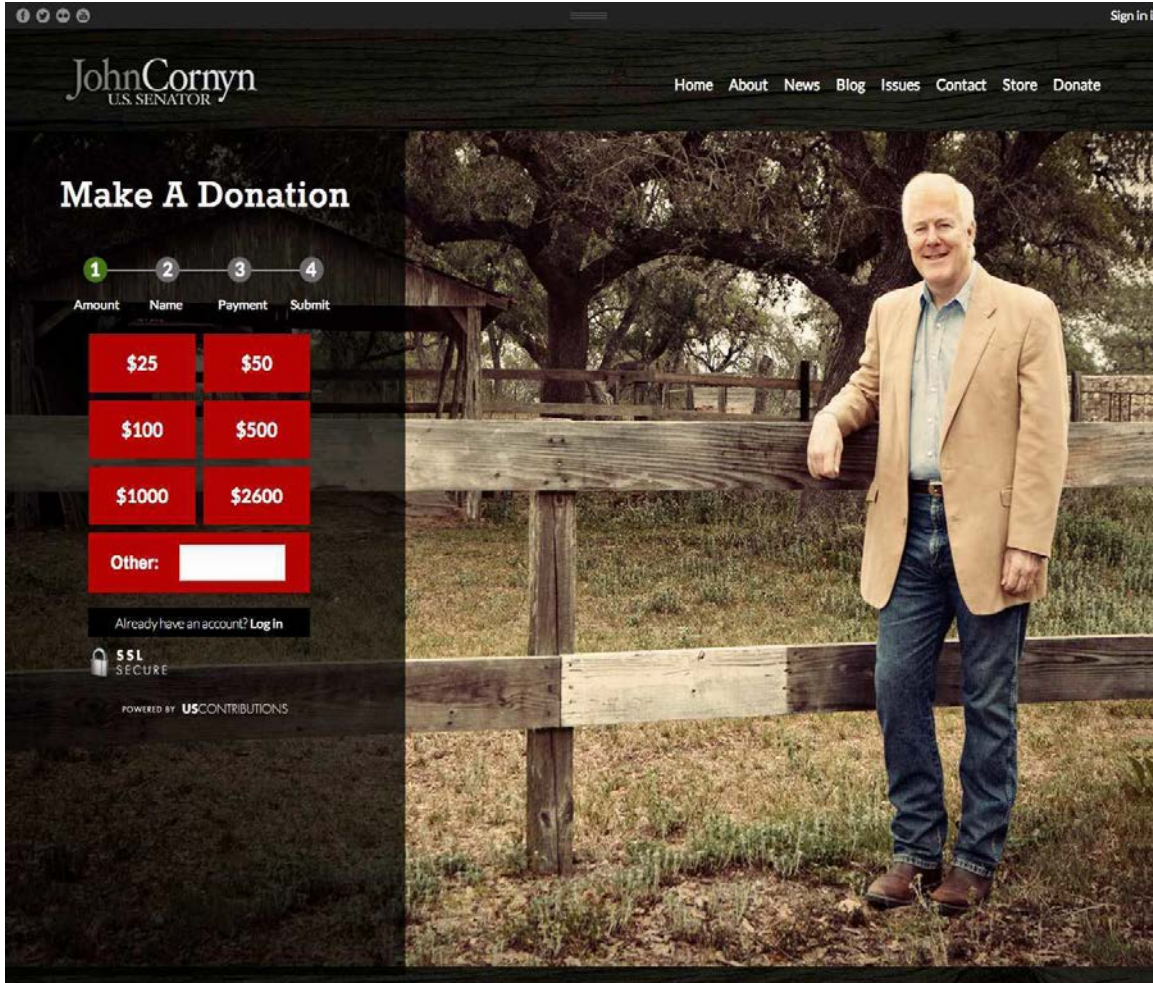 Sign in i
JohnCornyn
U.S. SENATOR
Home About News Blog Issues Contact Store Donate
Make A Donation
1 2 3 4
Amount Name Payment Submit
$25 $50
$100 $500
$1000 $2600
Other:
Already have an account? Log in
SSL
SECURE
POWERED BY USCONTRIBUTIONS